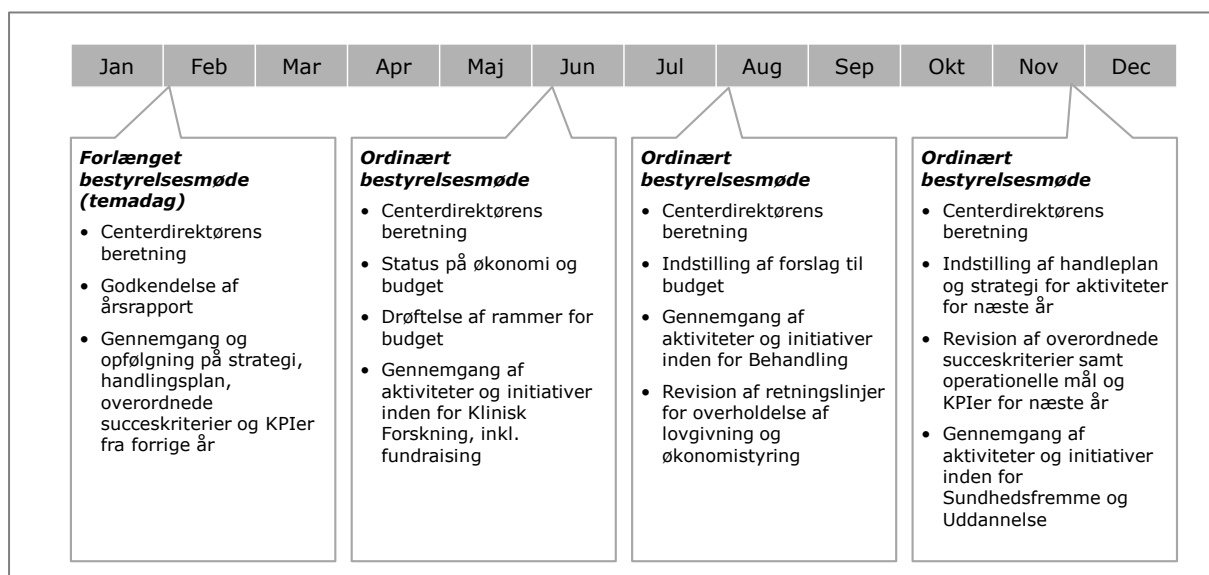 Jan Feb Mar Apr Maj Jun Jul Aug Sep Okt Nov Dec
Forlænget
bestyrelsesmøde
(temadag)
• Centerdirektørens
beretning
• Godkendelse af
årsrapport
• Gennemgang og
opfølgning på strategi,
handlingsplan,
overordnede
succeskriterier og KPIer
fra forrige år
Ordinært
bestyrelsesmøde
• Centerdirektørens
beretning
• Status på økonomi og
budget
• Drøftelse af rammer for
budget
• Gennemgang af
aktiviteter og initiativer
inden for Klinisk
Forskning, inkl.
fundraising
Ordinært
bestyrelsesmøde
• Centerdirektørens
beretning
• Indstilling af forslag til
budget
• Gennemgang af
aktiviteter og initiativer
inden for Behandling
• Revision af retningslinjer
for overholdelse af
lovgivning og
økonomistyring
Ordinært
bestyrelsesmøde
• Centerdirektørens
beretning
• Indstilling af handleplan
og strategi for aktiviteter
for næste år
• Revision af overordnede
succeskriterier samt
operationelle mål og
KPIer for næste år
• Gennemgang af
aktiviteter og initiativer
inden for
Sundhedsfremme og
Uddannelse